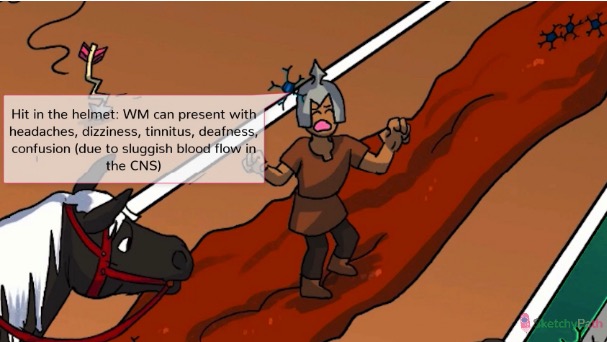 Hit in the helmet: WM can present with
headaches, dizziness, tinnitus, deafness,
confusion (due to sluggish blood flow in
the CNS)
SketchyPath